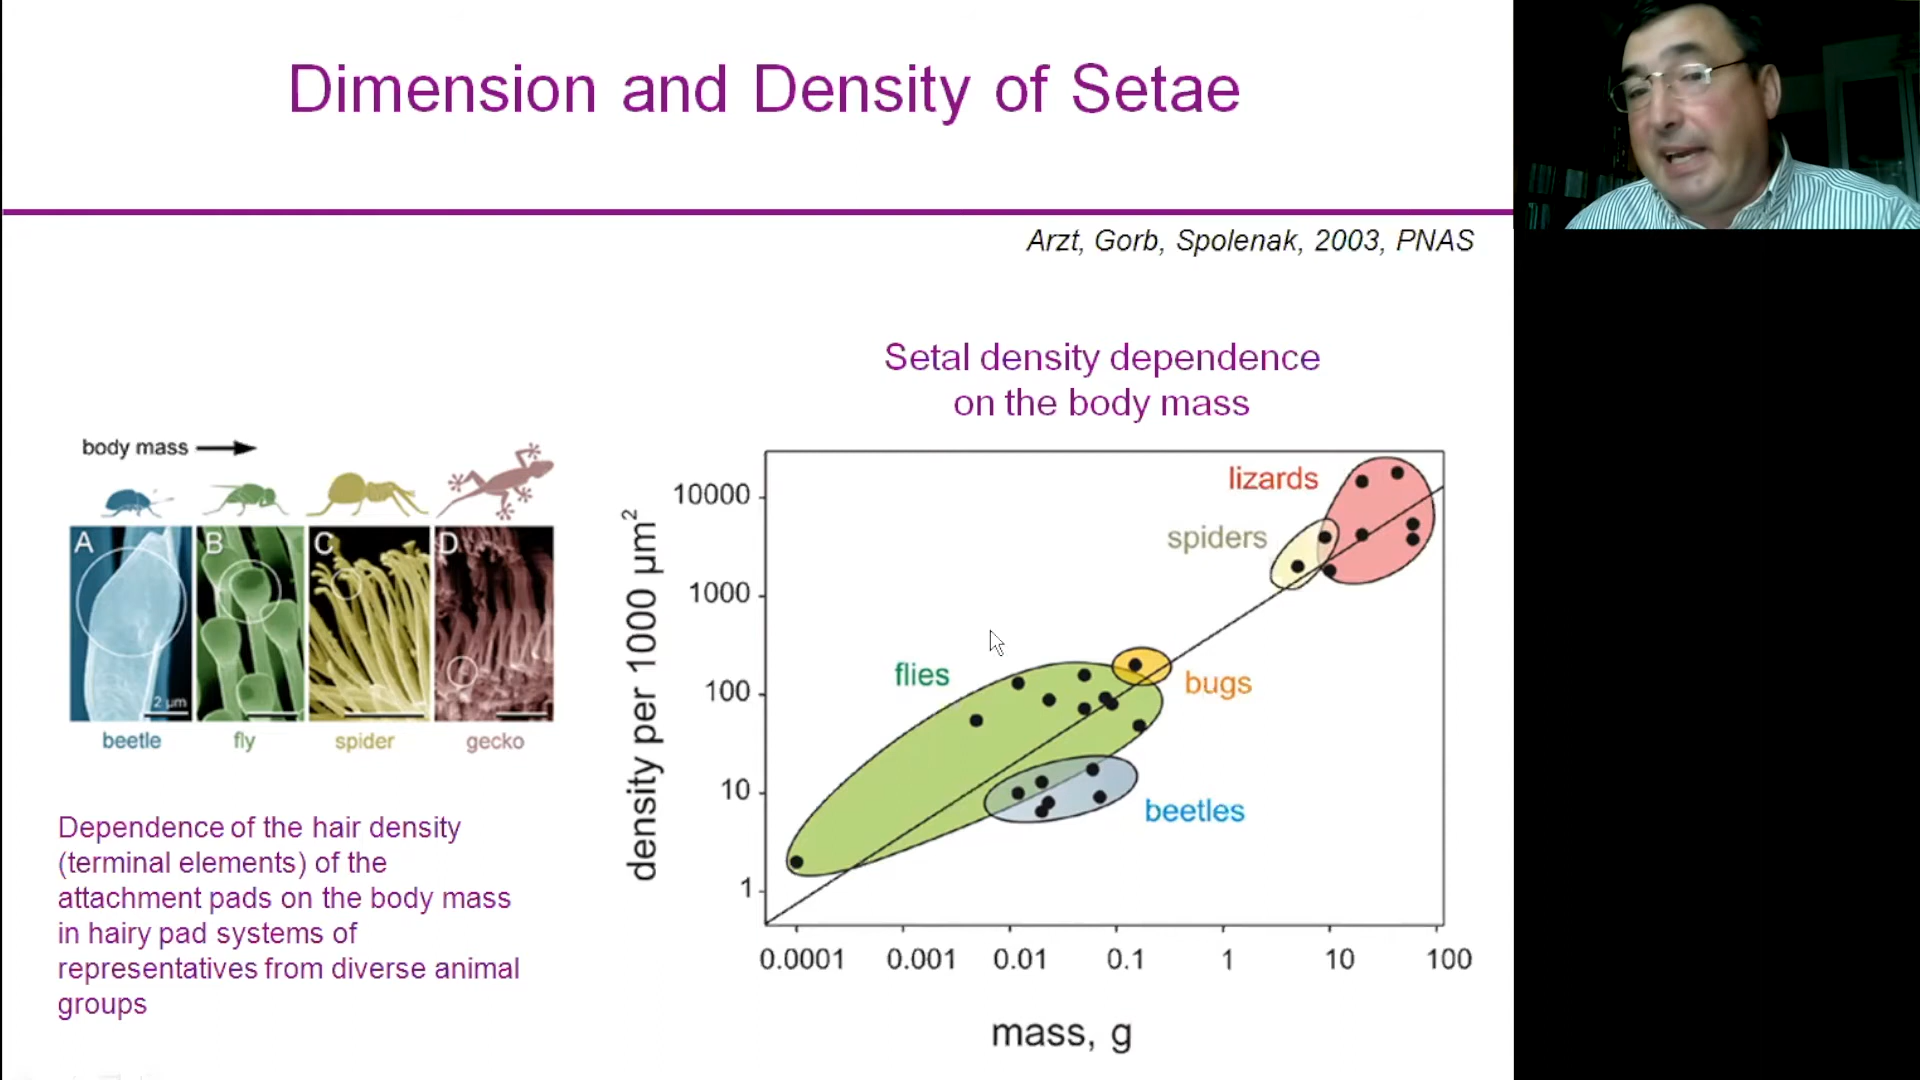 Dimension and Density of Setae
Arzt, Gorb, Spolenak, 2003, PNAS
body mass
A
B
C
D
2 µm
beetle
fly
spider
gecko
Dependence of the hair density
(terminal elements) of the
attachment pads on the body mass
in hairy pad systems of
representatives from diverse animal
groups
Setal density dependence
on the body mass
density per 1000 µm²
10000
1000
100
10
1
lizards
spiders
flies
bugs
beetles
0.0001
0.001
0.01
0.1
1
10
100
mass, g